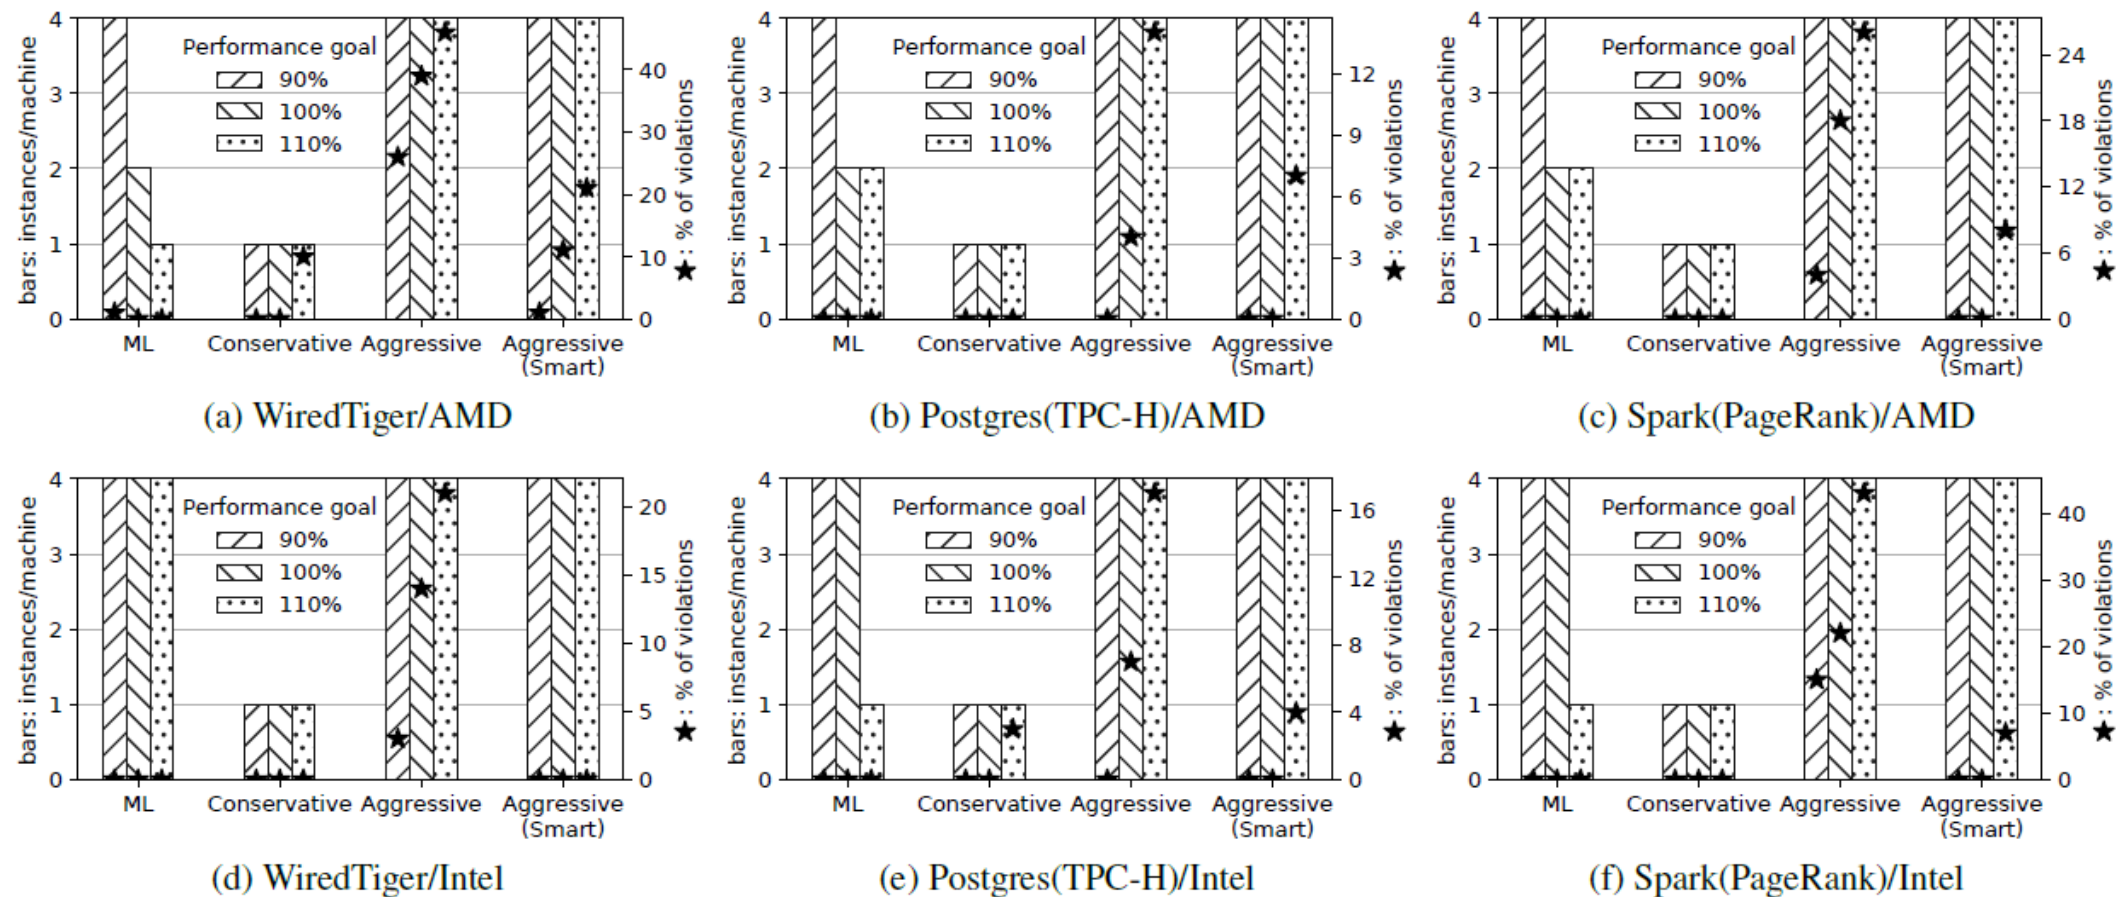 bars: instances/machine
4
3
2
1
0
Performance goal
90%
100%
110%
40
30
20
10
0
★: % of violations
ML
Conservative
Aggressive
Aggressive
(Smart)
(a) WiredTiger/AMD
bars: instances/machine
4
3
2
1
0
Performance goal
90%
100%
110%
12
9
6
3
0
★: % of violations
ML
Conservative
Aggressive
Aggressive
(Smart)
(b) Postgres(TPC-H)/AMD
bars: instances/machine
4
3
2
1
0
Performance goal
90%
100%
110%
24
18
12
6
0
★: % of violations
ML
Conservative
Aggressive
Aggressive
(Smart)
(c) Spark(PageRank)/AMD
bars: instances/machine
4
3
2
1
0
Performance goal
90%
100%
110%
20
15
10
5
0
★: % of violations
ML
Conservative
Aggressive
Aggressive
(Smart)
(d) WiredTiger/Intel
bars: instances/machine
4
3
2
1
0
Performance goal
90%
100%
110%
16
12
8
4
0
★: % of violations
ML
Conservative
Aggressive
Aggressive
(Smart)
(e) Postgres(TPC-H)/Intel
bars: instances/machine
4
3
2
1
0
Performance goal
90%
100%
110%
40
30
20
10
0
★: % of violations
ML
Conservative
Aggressive
Aggressive
(Smart)
(f) Spark(PageRank)/Intel